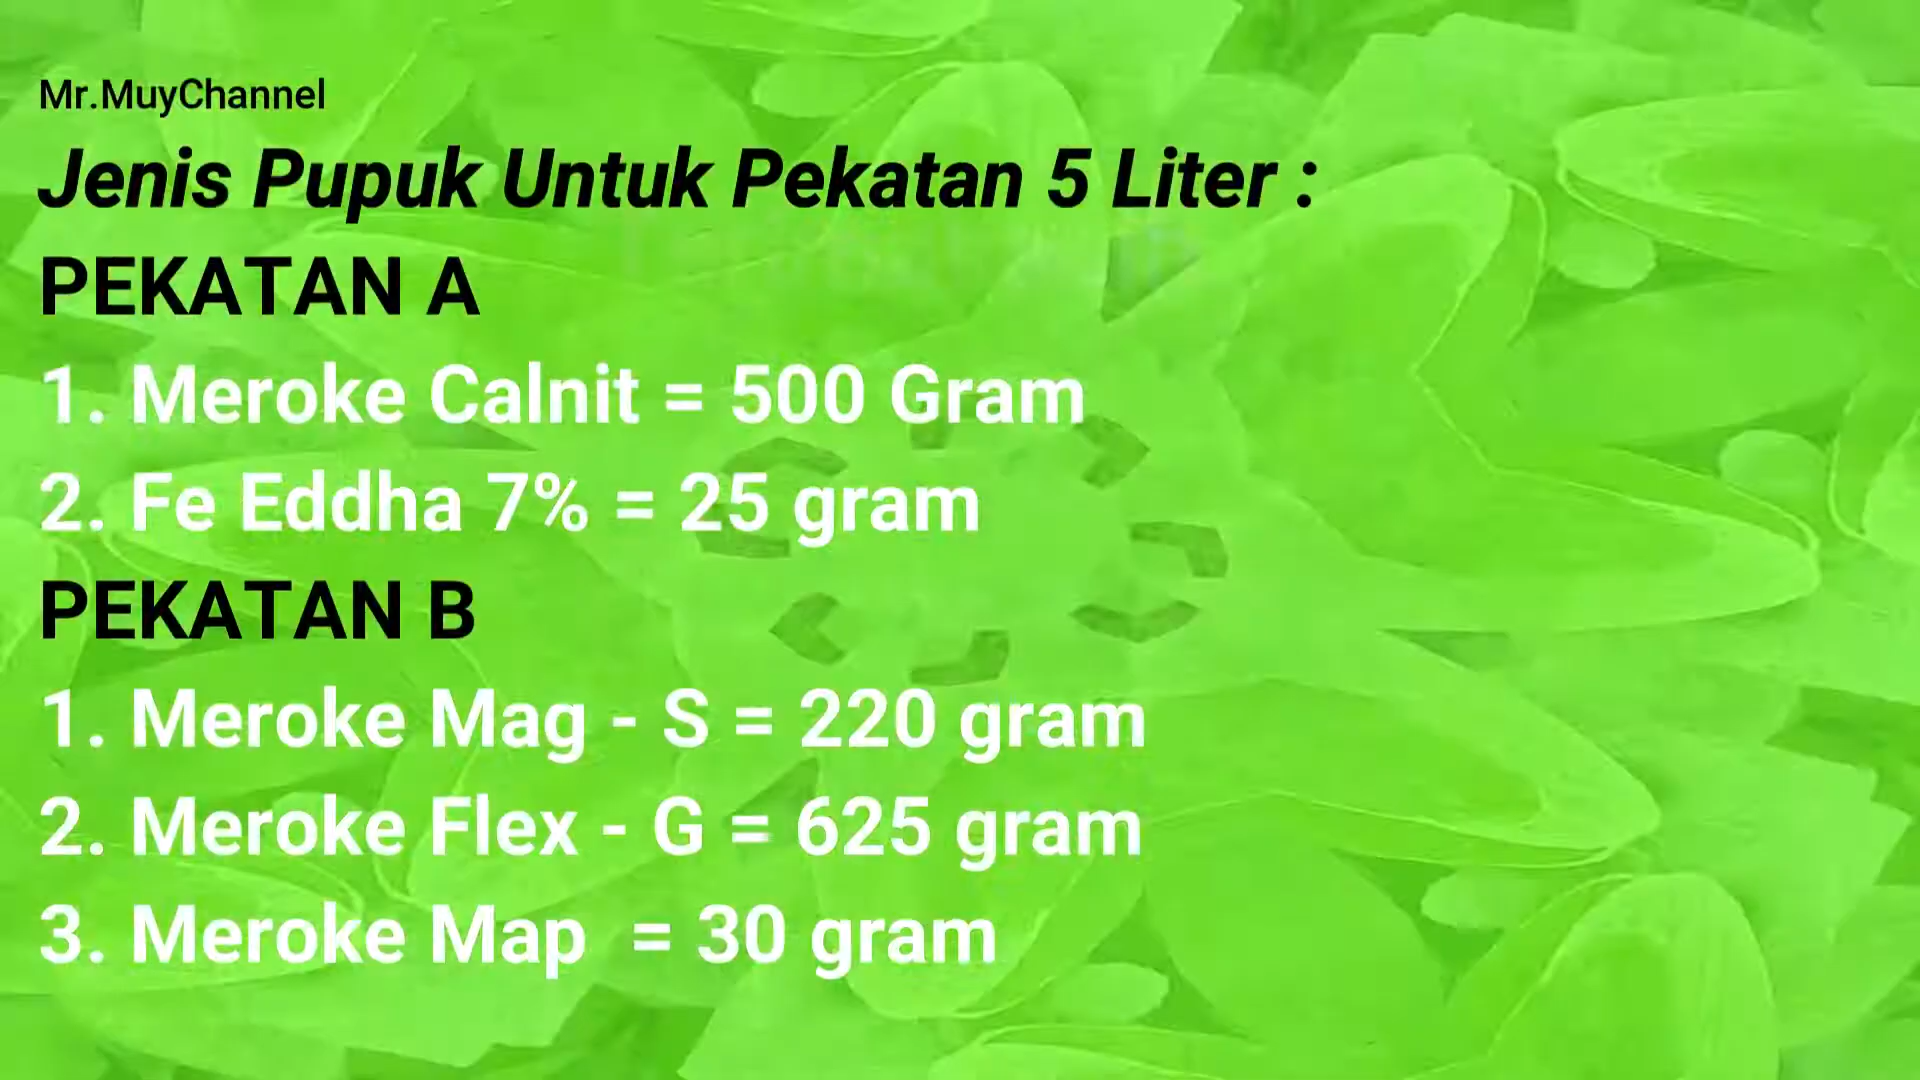 Mr.MuyChannel
Jenis Pupuk Untuk Pekatan 5 Liter :
PEKATAN A
1. Meroke Calnit = 500 Gram
2. Fe Eddha 7% = 25 gram
PEKATAN B
1. Meroke Mag - S = 220 gram
2. Meroke Flex - G = 625 gram
3. Meroke Map  = 30 gram